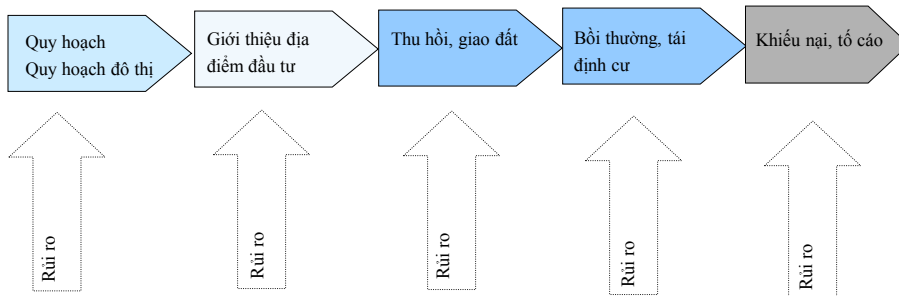 Quy hoạch
Quy hoạch đô thị
Giới thiệu địa
điểm đầu tư
Thu hồi, giao đất
Bồi thường, tái
định cư
Khiếu nại, tố cáo
Rủi ro
Rủi ro
Rủi ro
Rủi ro
Rủi ro